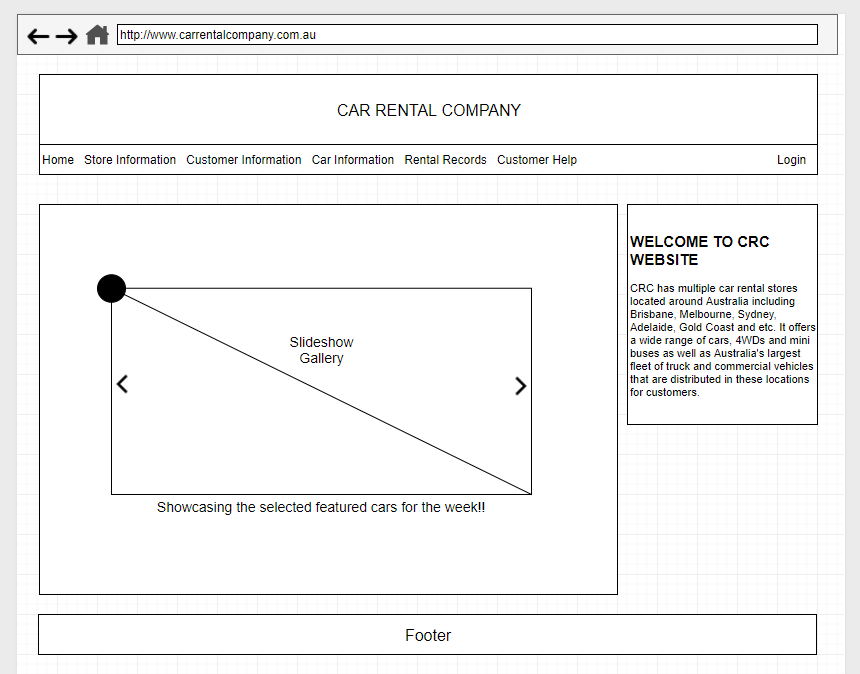 http://www.carrentalcompany.com.au
CAR RENTAL COMPANY
Home Store Information Customer Information Car Information Rental Records Customer Help Login
Slideshow
Gallery
Showcasing the selected featured cars for the week!!
WELCOME TO CRC
WEBSITE
CRC has multiple car rental stores
located around Australia including
Brisbane, Melbourne, Sydney,
Adelaide, Gold Coast and etc. It offers
a wide range of cars, 4WDs and mini
buses as well as Australia's largest
fleet of truck and commercial vehicles
that are distributed in these locations
for customers.
Footer